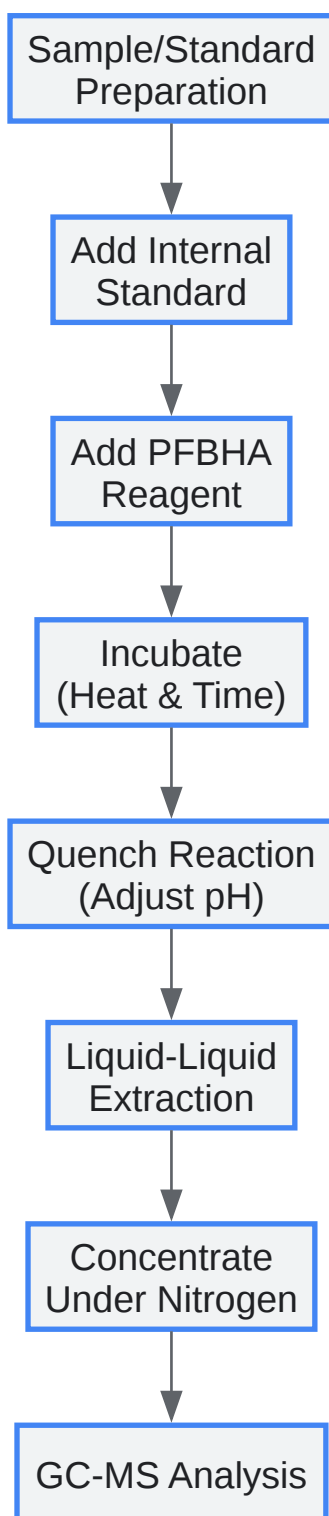 Sample/Standard
Preparation
Add Internal
Standard
Add PFBHA
Reagent
Incubate
(Heat & Time)
Quench Reaction
(Adjust pH)
Liquid-Liquid
Extraction
Concentrate
Under Nitrogen
GC-MS Analysis